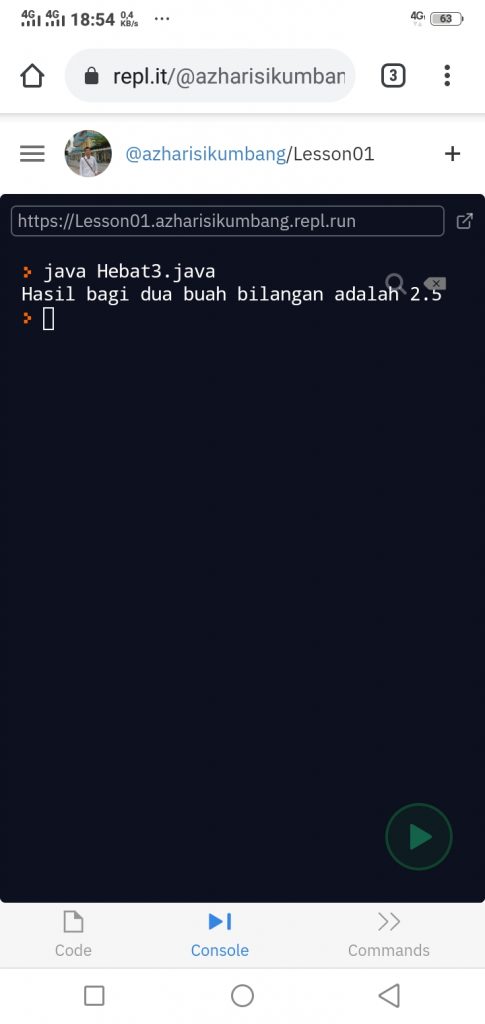 4G 4G 18:54 0,4 KB/s ... 4G 63
repl.it/@azharisikumban
3
@azharisikumbang/Lesson01 +
https://Lesson01.azharisikumbang.repl.run
java Hebat3.java
Hasil bagi dua buah bilangan adalah 2.5
Code Console Commands